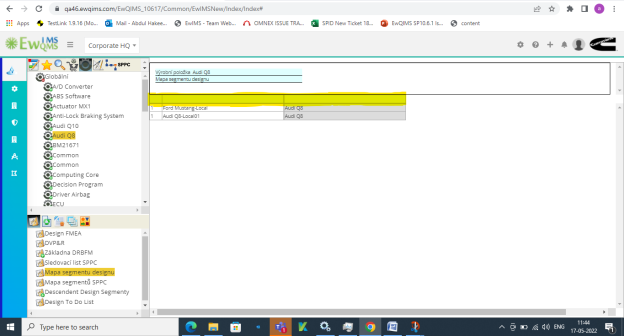 qa46.ewqims.com/EwQIMS_10617/Common/EwIMSNew/Index/Index#
Apps
TestLink 1.9.16 (Mo...
Mail - Abdul Hakee...
EwIMS - Team Web...
OMNEX ISSUE TRA...
SPID New Ticket 18...
EwQIMS SP10.6.1 Is...
content
EwIMS
QMS
Corporate HQ
SPPC
Globální
A/D Converter
ABS Software
Actuator MX1
Anti-Lock Braking System
Audi Q10
Audi Q8
BM21671
Common
Common
Computing Core
Decision Program
Driver Airbag
ECU
Výrobní položka Audi Q8
Mapa segmentu designu
Ford Mustang-Local
Audi Q8
1
Audi Q8-Local01
Audi Q8
Design FMEA
DVP&R
Základna DRBFM
Sledovací list SPPC
Mapa segmentu designu
Mapa segmentů SPPC
Descendent Design Segmenty
Design To Do List
Type here to search
ENG
11:44
17-05-2022